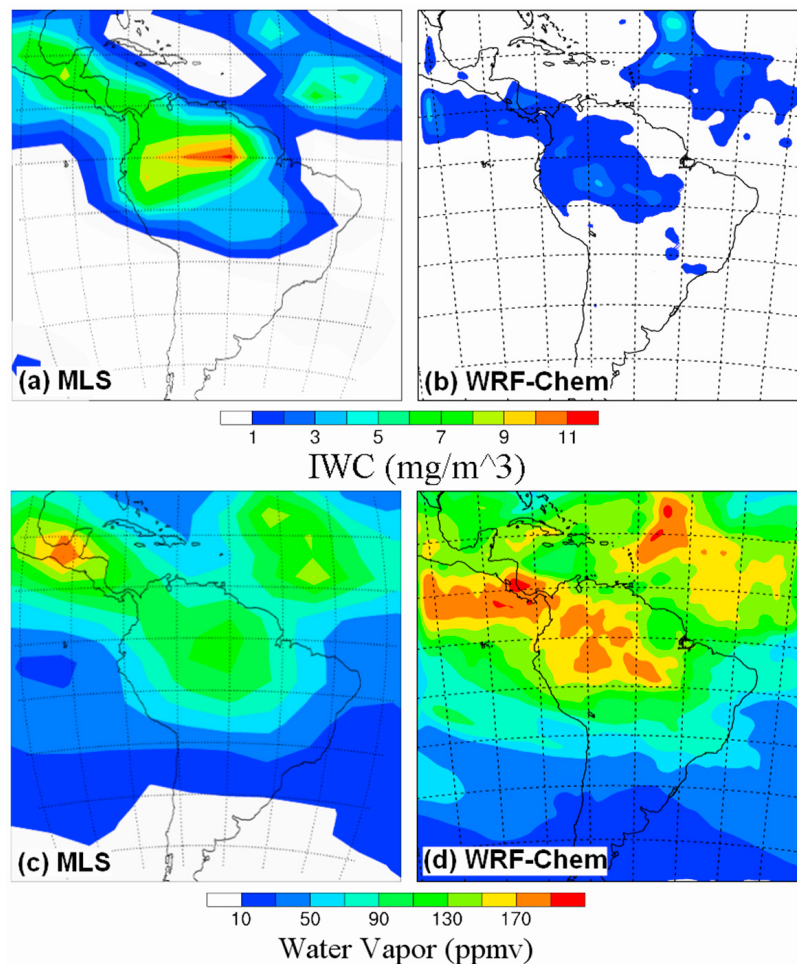 (a) MLS
(b) WRF-Chem
1 3 5 7 9 11
IWC (mg/m^3)
(c) MLS
(d) WRF-Chem
10 50 90 130 170
Water Vapor (ppmv)